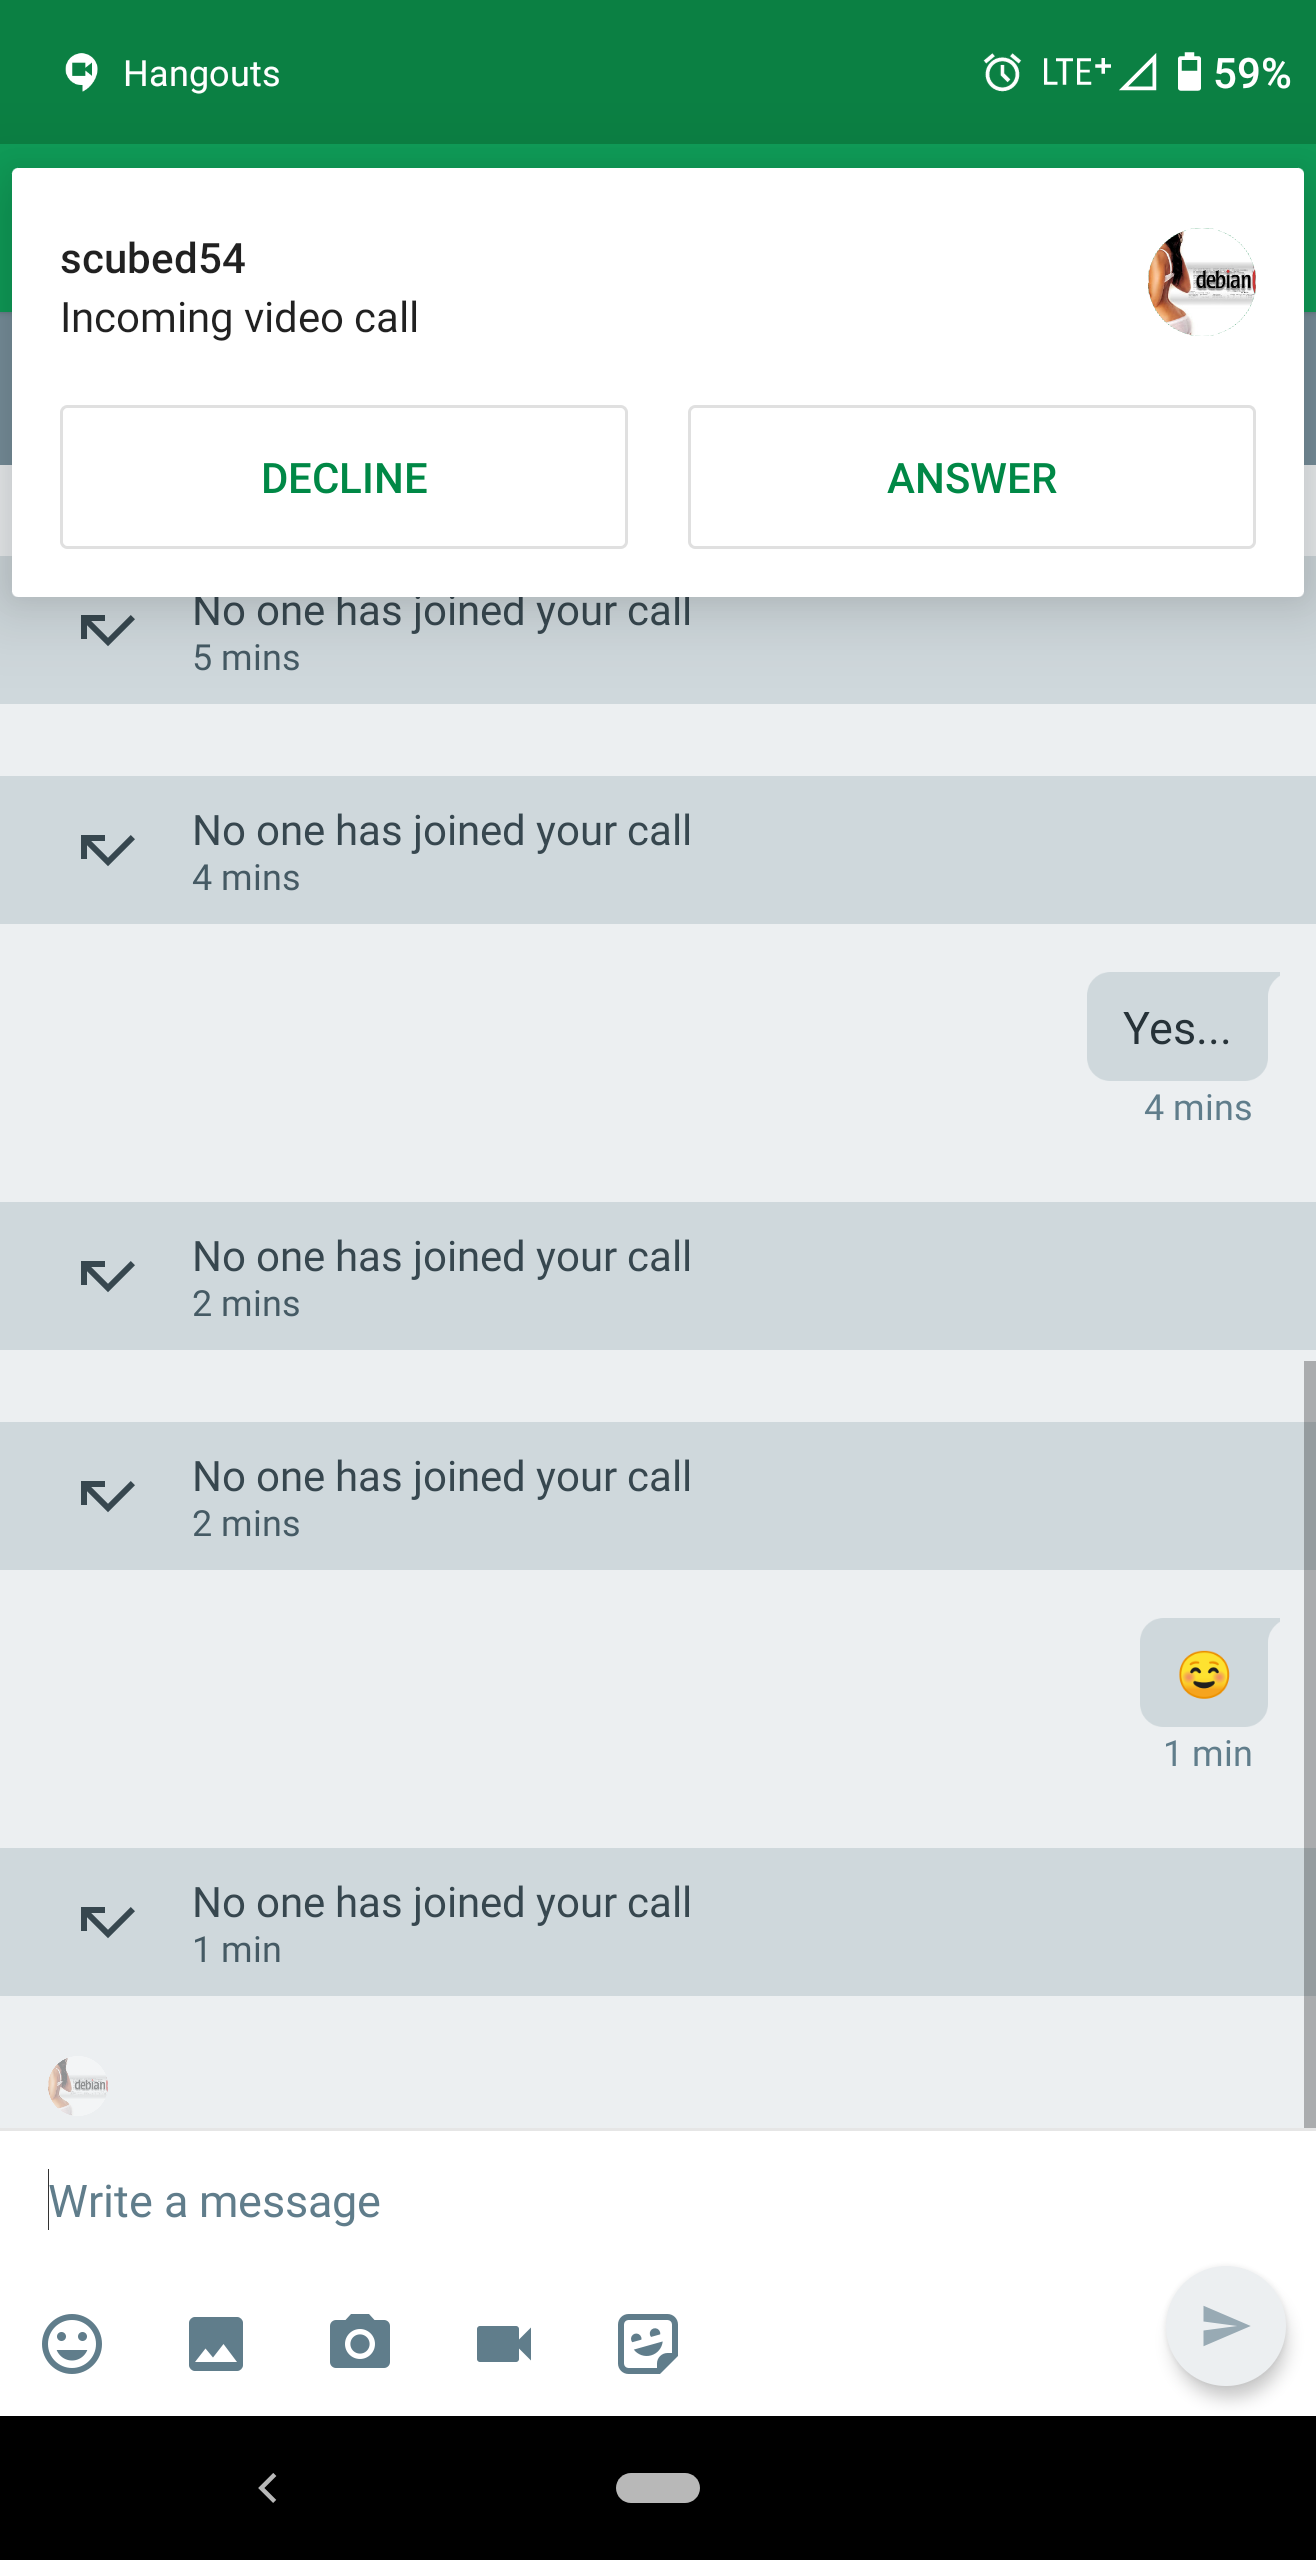 Hangouts
LTE+
59%
scubed54
Incoming video call
debian
DECLINE
ANSWER
No one has joined your call
5 mins
No one has joined your call
4 mins
Yes...
4 mins
No one has joined your call
2 mins
No one has joined your call
2 mins
1 min
No one has joined your call
1 min
debian
Write a message